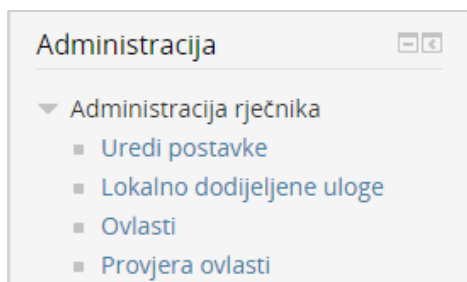 Administracija
Administracija rječnika
Uredi postavke
Lokalno dodijeljene uloge
Ovlasti
Provjera ovlasti